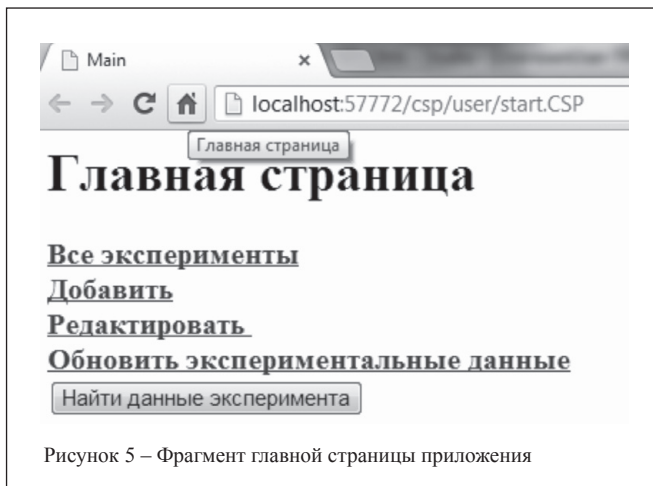 Main
localhost:57772/csp/user/start.CSP
Главная страница
Главная страница
Все эксперименты
Добавить
Редактировать
Обновить экспериментальные данные
Найти данные эксперимента
Рисунок 5 – Фрагмент главной страницы приложения